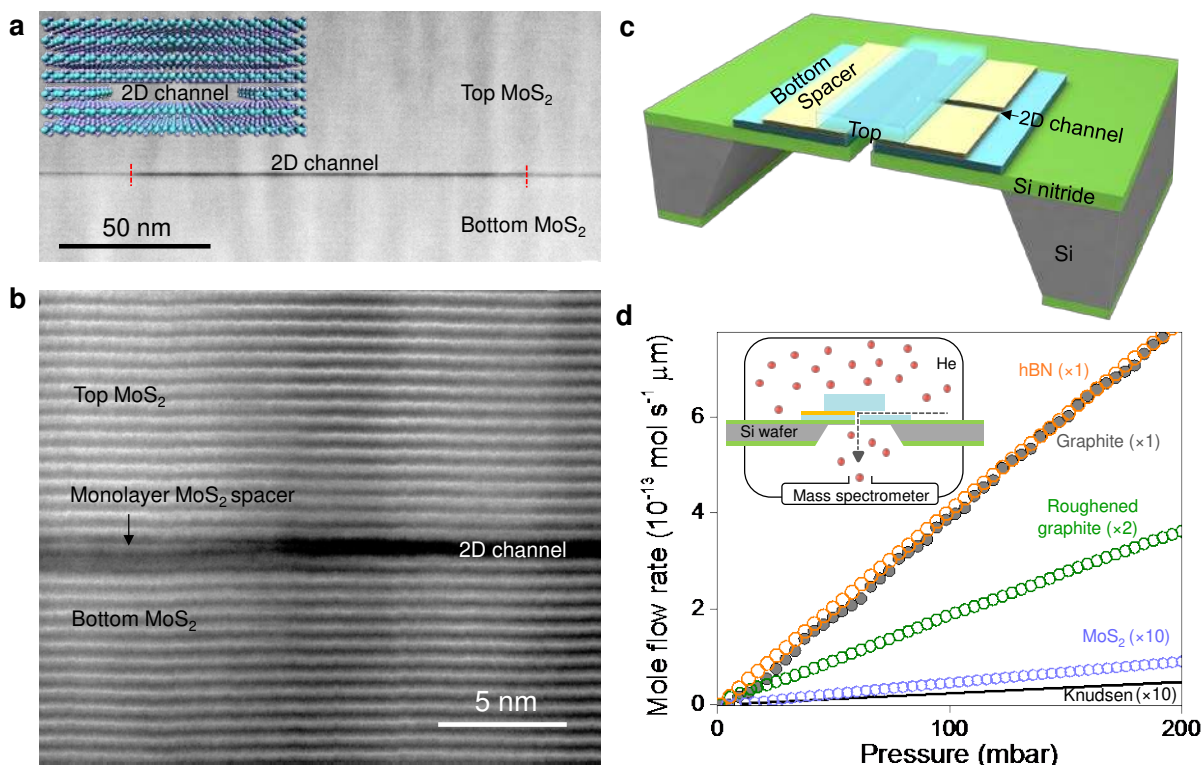 a
2D channel
Top MoS₂
2D channel
50 nm
Bottom MoS₂
b
Top MoS₂
Monolayer MoS₂ spacer
2D channel
Bottom MoS₂
5 nm
c
Bottom
Spacer
Top
2D channel
Si nitride
Si
d
Mole flow rate (10⁻¹³ mol s⁻¹ μm)
6
4
2
0
0
100
200
Pressure (mbar)
He
Si wafer
Mass spectrometer
hBN (×1)
Graphite (×1)
Roughened
graphite (×2)
MoS₂ (×10)
Knudsen (×10)